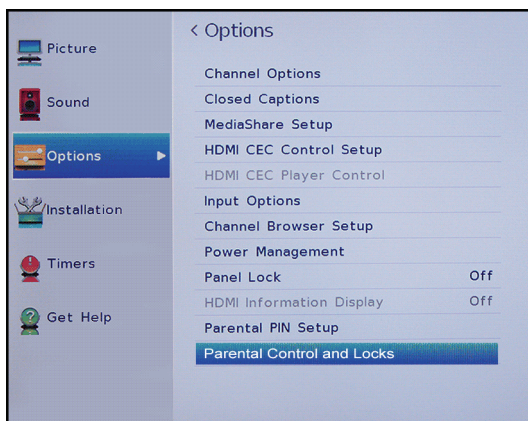 Picture
Sound
Options
Installation
Timers
Get Help
< Options
Channel Options
Closed Captions
MediaShare Setup
HDMI CEC Control Setup
HDMI CEC Player Control
Input Options
Channel Browser Setup
Power Management
Panel Lock Off
HDMI Information Display Off
Parental PIN Setup
Parental Control and Locks